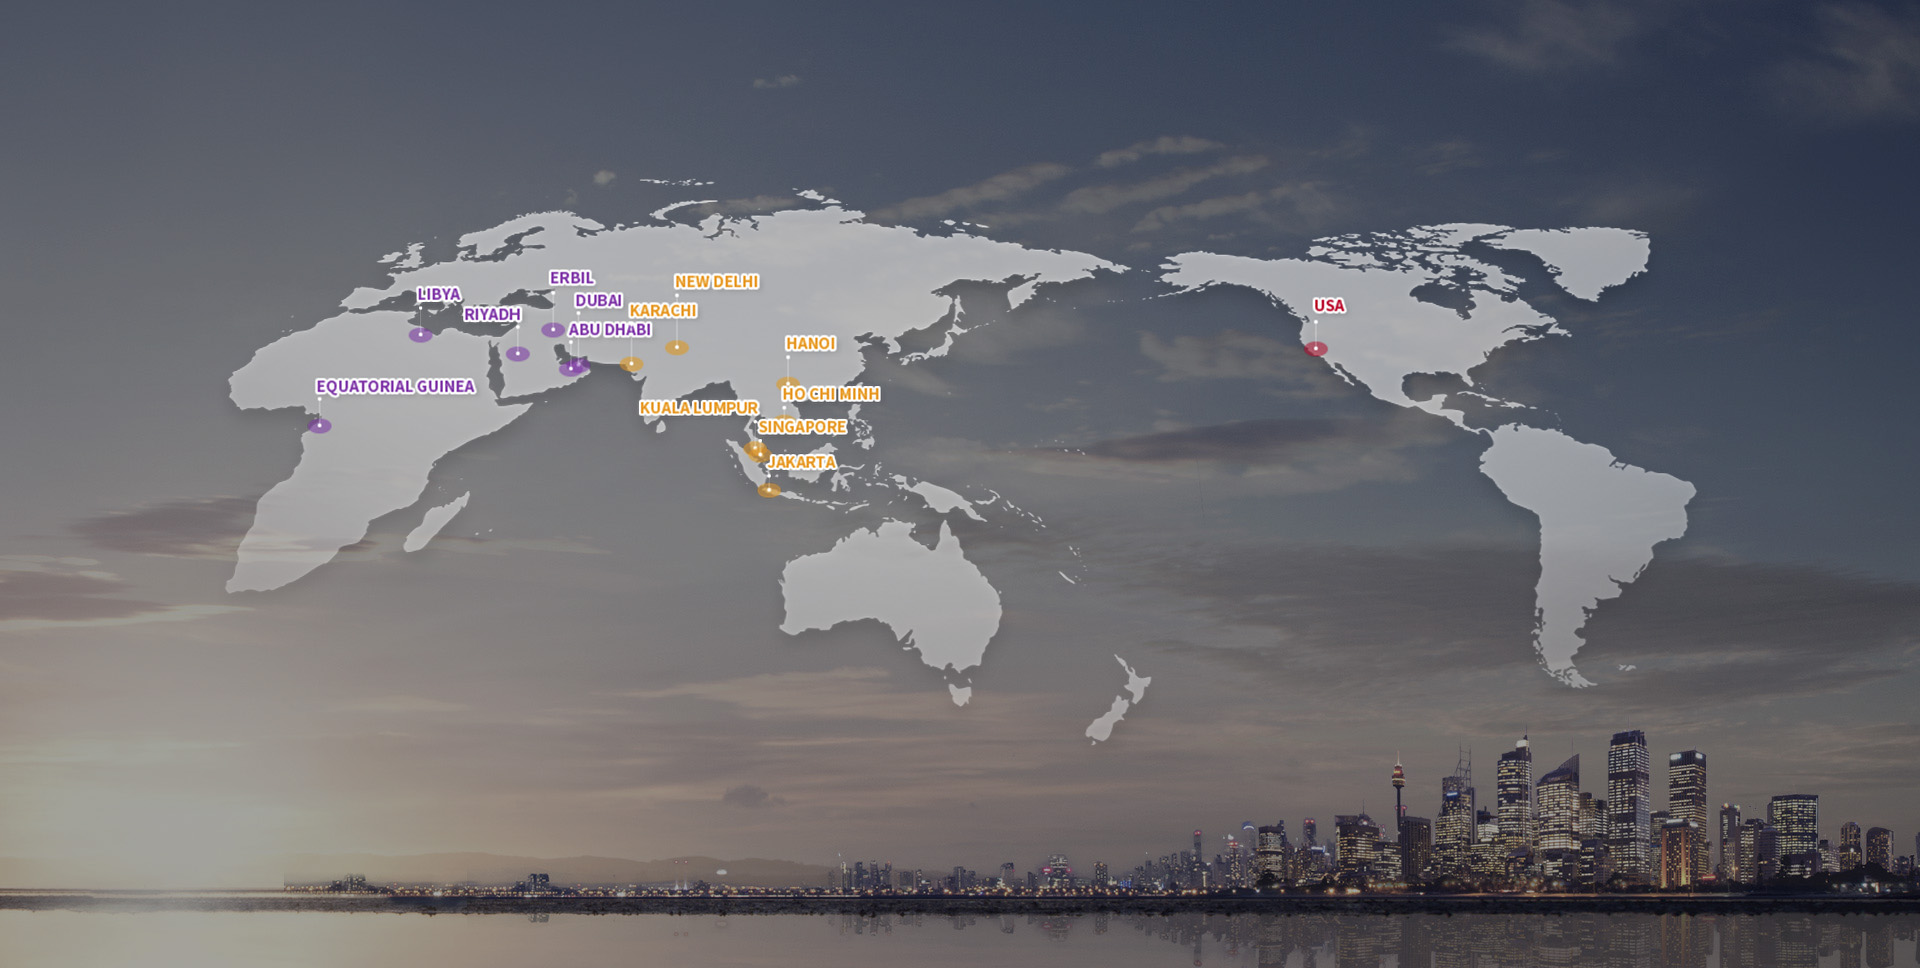 ERBIL
NEW DELHI
LIBYA
DUBAI
RIYADH
KARACHI
USA
ABU DHABI
HANOI
EQUATORIAL GUINEA
HO CHI MINH
KUALA LUMPUR
SINGAPORE
JAKARTA